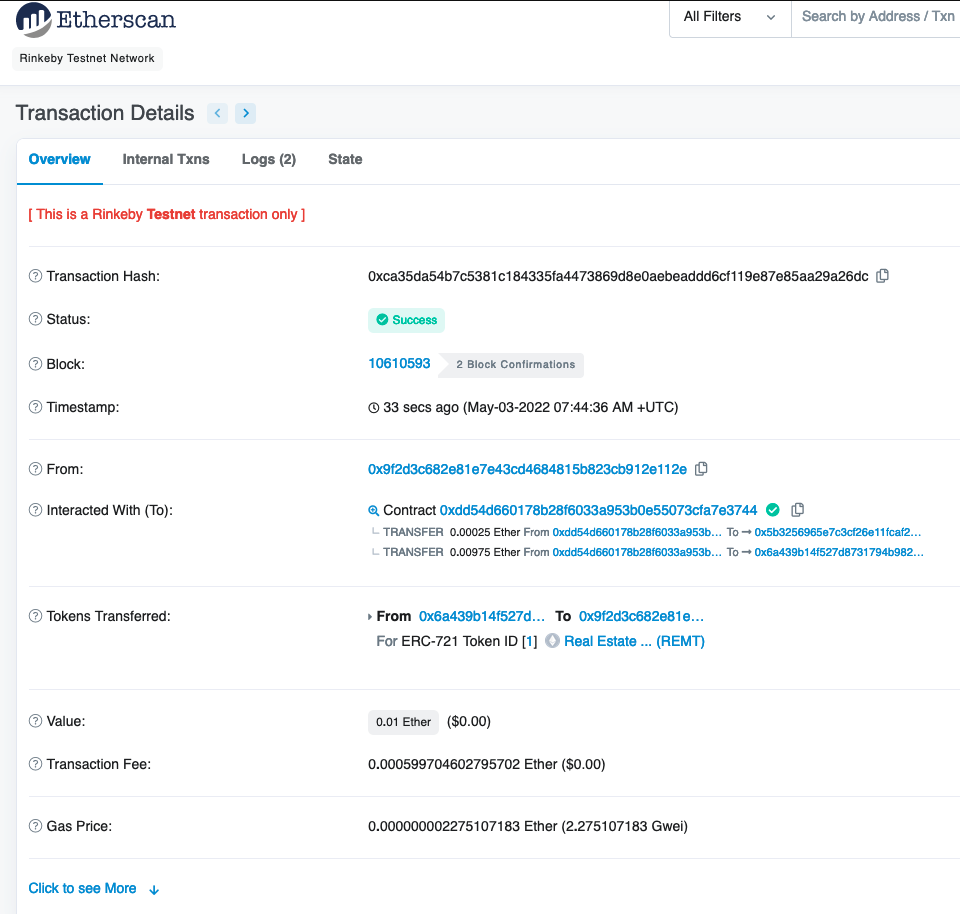 Etherscan
All Filters
Search by Address / Txn
Rinkeby Testnet Network
Transaction Details
Overview Internal Txns Logs (2) State
[ This is a Rinkeby Testnet transaction only ]
Transaction Hash: 0xca35da54b7c5381c184335fa4473869d8e0aebeaddd6cf119e87e85aa29a26dc
Status: Success
Block: 10610593 2 Block Confirmations
Timestamp: 33 secs ago (May-03-2022 07:44:36 AM +UTC)
From: 0x9f2d3c682e81e7e43cd4684815b823cb912e112e
Interacted With (To): Contract 0xdd54d660178b28f6033a953b0e55073cfa7e3744
TRANSFER 0.00025 Ether From 0xdd54d660178b28f6033a953b... To → 0x5b3256965e7c3cf26e11fcaf2...
TRANSFER 0.00975 Ether From 0xdd54d660178b28f6033a953b... To → 0x6a439b14f527d8731794b982...
Tokens Transferred: From 0x6a439b14f527d... To 0x9f2d3c682e81e...
For ERC-721 Token ID [1] Real Estate ... (REMT)
Value: 0.01 Ether ($0.00)
Transaction Fee: 0.000599704602795702 Ether ($0.00)
Gas Price: 0.000000002275107183 Ether (2.275107183 Gwei)
Click to see More ↓